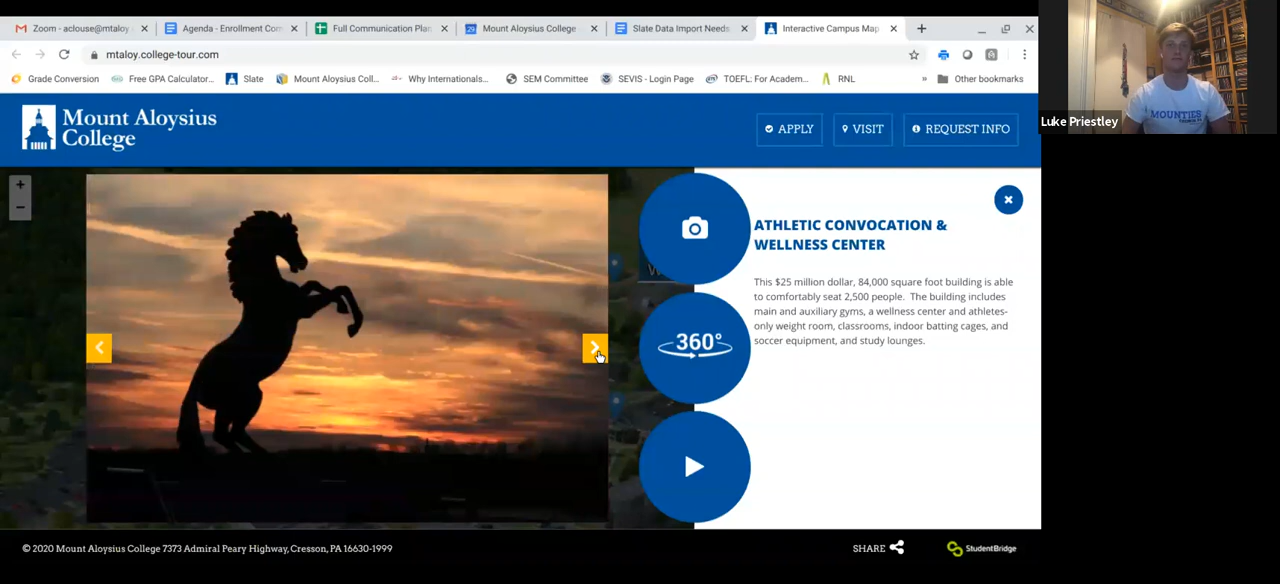 Zoom - aclouse@mtaloy
Agenda - Enrollment Com
Full Communication Plan
29 Mount Aloysius College
Slate Data Import Needs
Interactive Campus Map
mtaloy.college-tour.com
Grade Conversion
Free GPA Calculator...
Slate
Mount Aloysius Coll...
Why Internationals...
SEM Committee
SEVIS - Login Page
TOEFL: For Academ...
RNL
»
Other bookmarks
Luke Priestley
MOUNTIES
Mount Aloysius
College
APPLY
VISIT
REQUEST INFO
+
−
W
360°
ATHLETIC CONVOCATION &
WELLNESS CENTER
This $25 million dollar, 84,000 square foot building is able
to comfortably seat 2,500 people. The building includes
main and auxiliary gyms, a wellness center and athletes-
only weight room, classrooms, indoor batting cages, and
soccer equipment, and study lounges.
© 2020 Mount Aloysius College 7373 Admiral Peary Highway, Cresson, PA 16630-1999
SHARE
StudentBridge